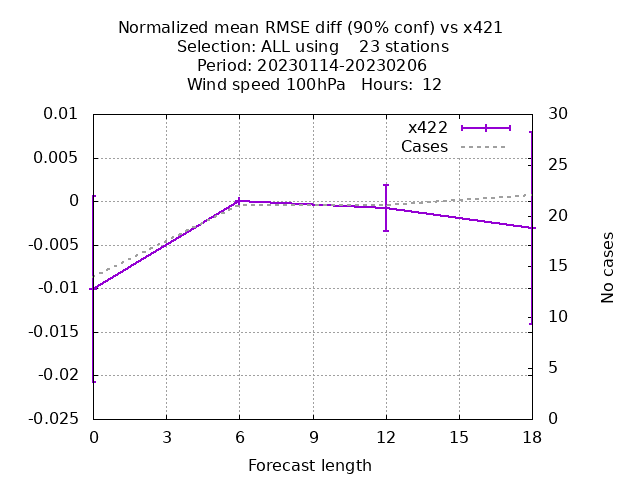 Normalized mean RMSE diff (90% conf) vs x421
Selection: ALL using    23 stations
Period: 20230114-20230206
Wind speed 100hPa   Hours:  12
x422
Cases
0.01
0.005
0
-0.005
-0.01
-0.015
-0.02
-0.025
30
25
20
15
10
5
0
No cases
0
3
6
9
12
15
18
Forecast length